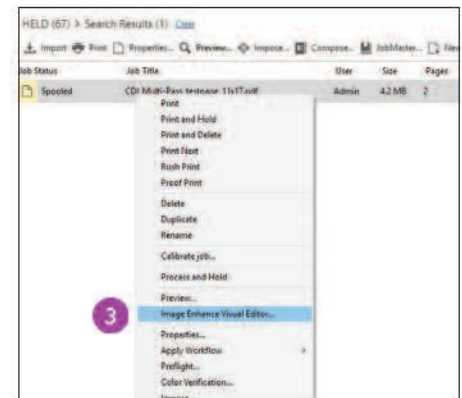 HELD (67) > Search Results (1) Clear
Import Print Properties... Preview... Impose... Compose... JobMaster... New
Job Status Job Title User Size Pages
Spooled CDI Multi-Pass testpage 11x17.pdf Admin 4.2 MB 2
Print
Print and Hold
Print and Delete
Print Next
Rush Print
Proof Print
Delete
Duplicate
Rename
Calibrate job...
Process and Hold
Preview...
3 Image Enhance Visual Editor...
Properties...
Apply Workflow >
Preflight...
Color Verification...
Impose...